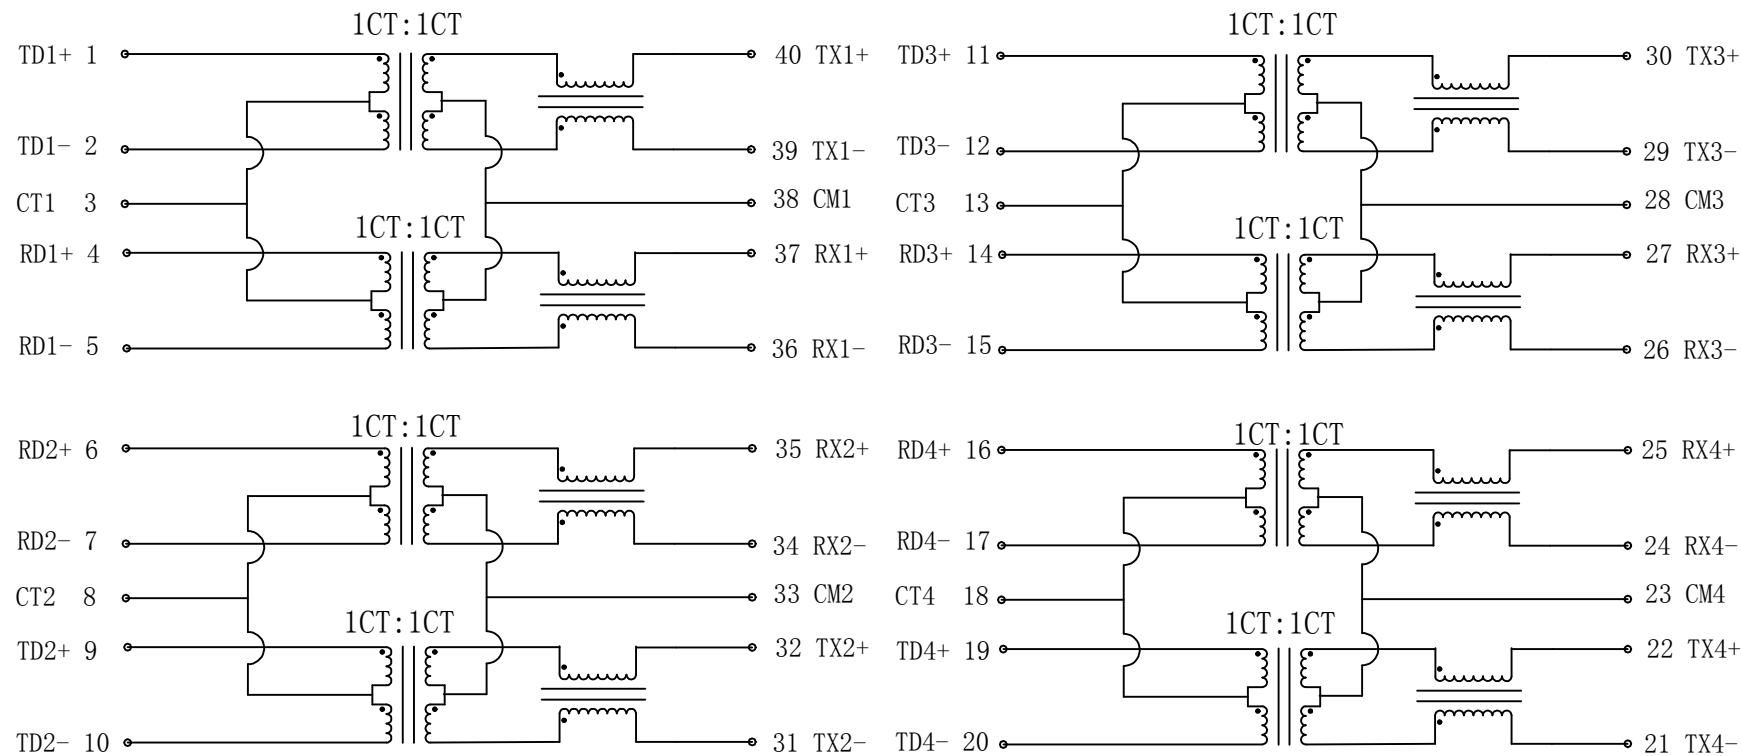 1CT:1CT
TD1+ 1
40 TX1+
TD1- 2
39 TX1-
CT1 3
38 CM1
1CT:1CT
RD1+ 4
37 RX1+
RD1- 5
36 RX1-
1CT:1CT
RD2+ 6
35 RX2+
RD2- 7
34 RX2-
CT2 8
33 CM2
1CT:1CT
TD2+ 9
32 TX2+
TD2- 10
31 TX2-
1CT:1CT
TD3+ 11
30 TX3+
TD3- 12
29 TX3-
CT3 13
28 CM3
1CT:1CT
RD3+ 14
27 RX3+
RD3- 15
26 RX3-
1CT:1CT
RD4+ 16
25 RX4+
RD4- 17
24 RX4-
CT4 18
23 CM4
1CT:1CT
TD4+ 19
22 TX4+
TD4- 20
21 TX4-